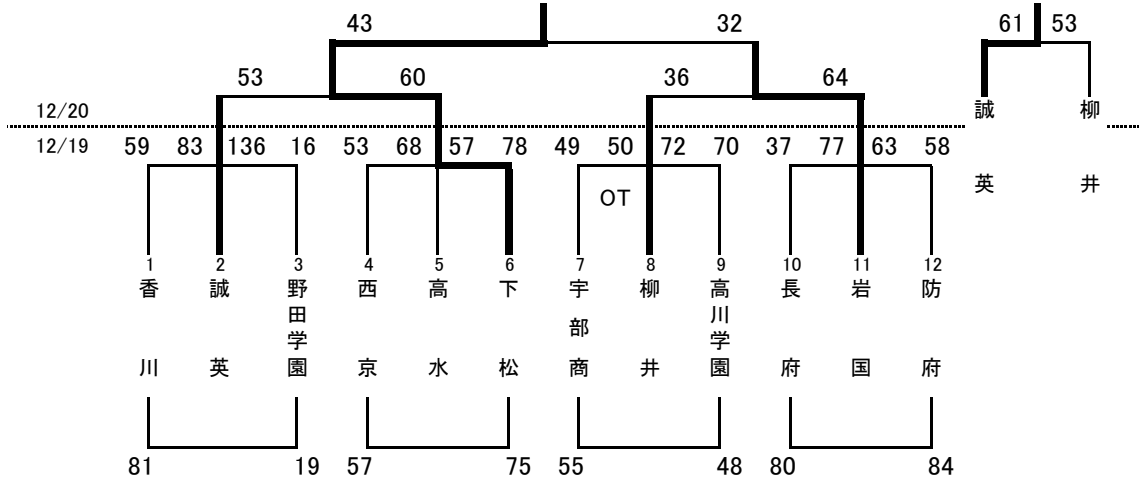 43 32 61 53
53 60 36 64
12/20
誠英 柳井
12/19 59 83 136 16 53 68 57 78 49 50 72 70 37 77 63 58
OT
1 2 3 4 5 6 7 8 9 10 11 12
香川 誠英 野田学園 西京 高水 下松 宇部商 柳井 高川学園 長府 岩国 防府
81 19 57 75 55 48 80 84